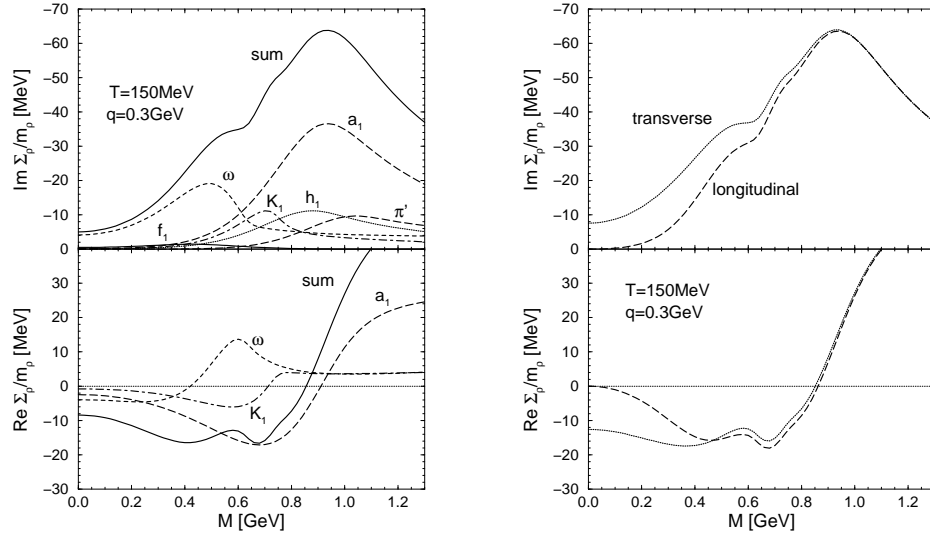 −70
−60
−50
−40
−30
−20
−10
0
Im Σρ/mρ [MeV]
sum
T=150MeV
q=0.3GeV
a1
ω
K1
h1
π'
f1
30
20
10
0
−10
−20
−30
Re Σρ/mρ [MeV]
sum
a1
ω
K1
0.0 0.2 0.4 0.6 0.8 1.0 1.2
M [GeV]
−70
−60
−50
−40
−30
−20
−10
0
Im Σρ/mρ [MeV]
transverse
longitudinal
30
20
10
0
−10
−20
−30
Re Σρ/mρ [MeV]
T=150MeV
q=0.3GeV
0.0 0.2 0.4 0.6 0.8 1.0 1.2
M [GeV]